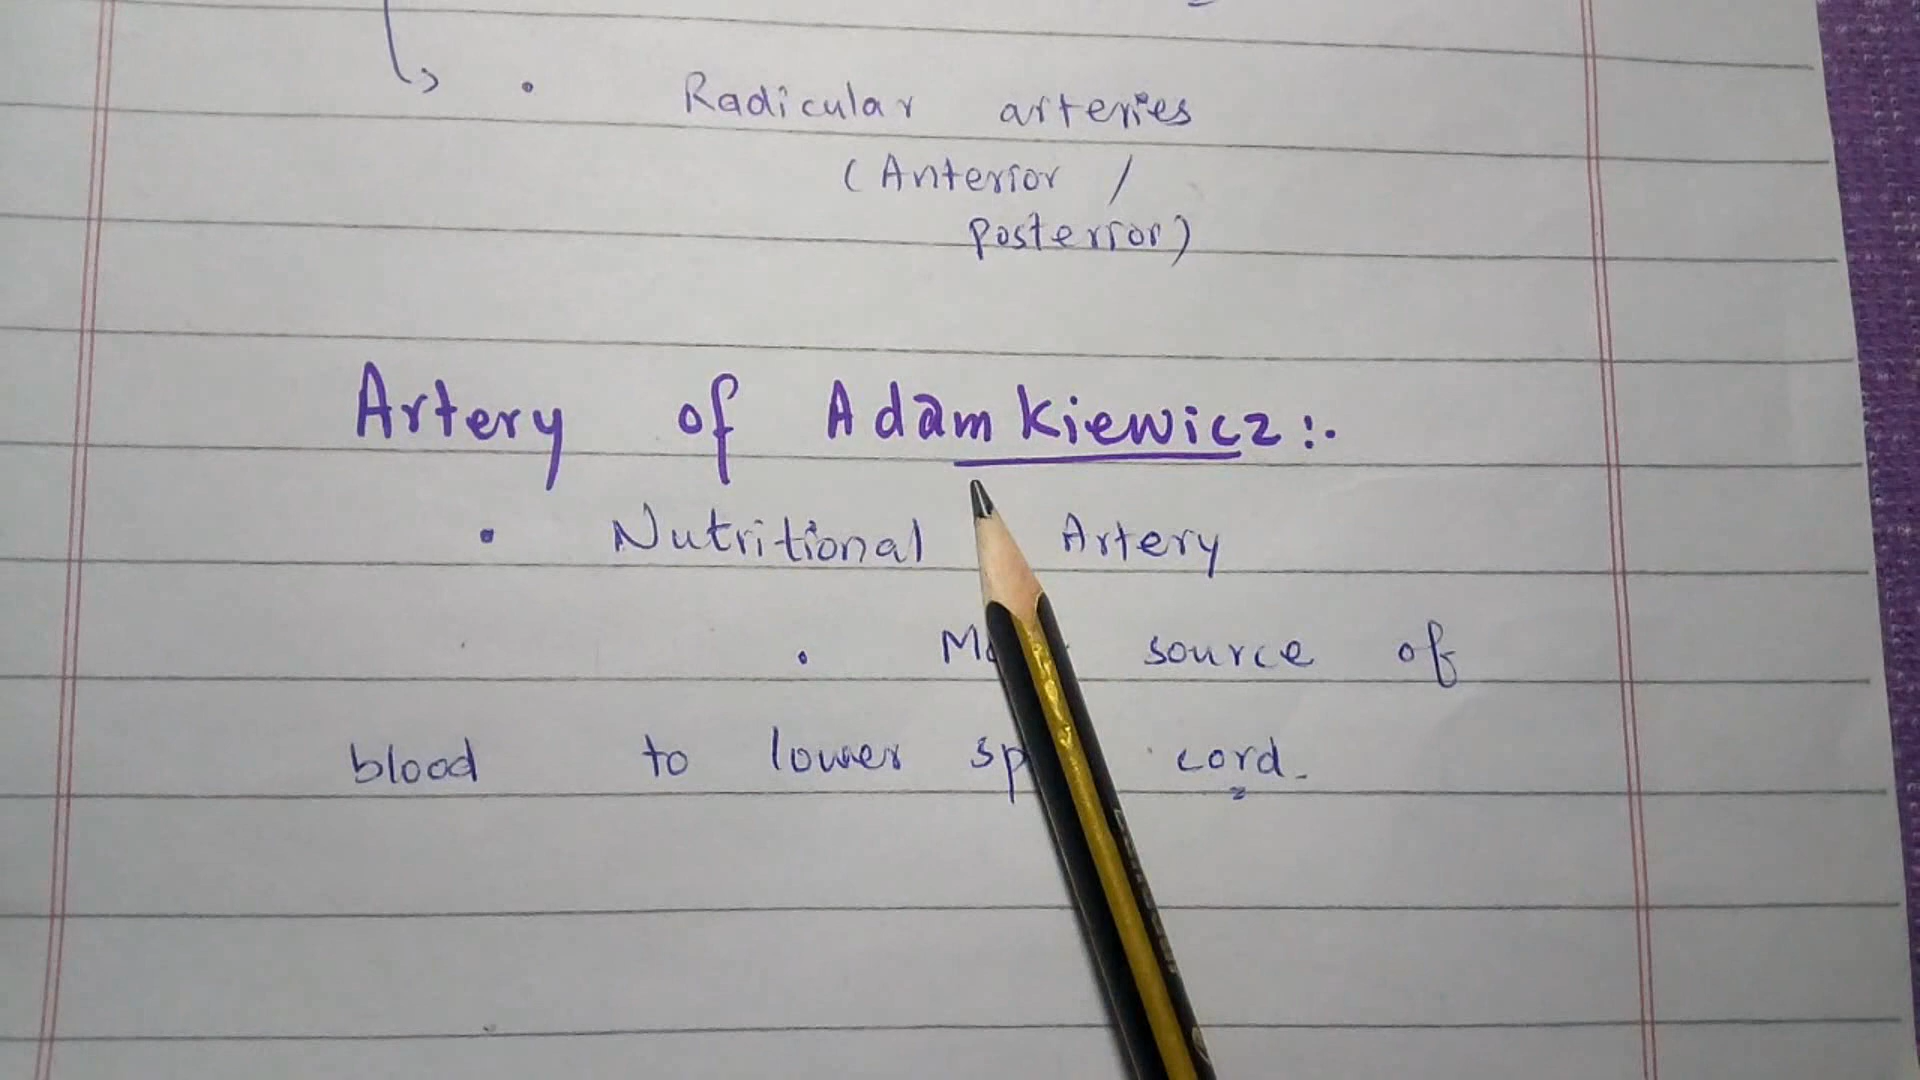 Radicular arteries
(Anterior /
posterior)
Artery of Adamkiewicz:.
Nutritional Artery
source of
blood to lower cord.